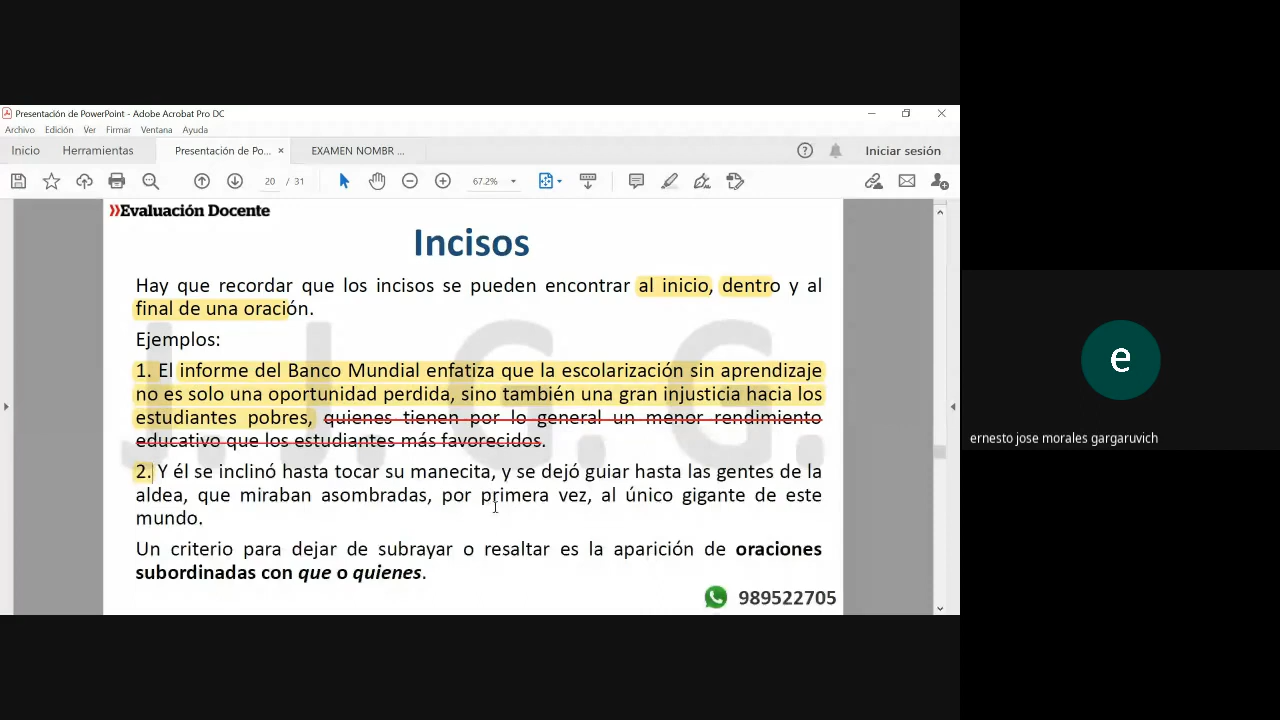 Presentación de PowerPoint - Adobe Acrobat Pro DC
Archivo Edición Ver Firmar Ventana Ayuda
Inicio Herramientas Presentación de Po... × EXAMEN NOMBR ... Iniciar sesión
20 / 31 67.2%
»Evaluación Docente
Incisos
Hay que recordar que los incisos se pueden encontrar al inicio, dentro y al
final de una oración.
Ejemplos:
1. El informe del Banco Mundial enfatiza que la escolarización sin aprendizaje
no es solo una oportunidad perdida, sino también una gran injusticia hacia los
estudiantes pobres, quienes tienen por lo general un menor rendimiento
educativo que los estudiantes más favorecidos.
2. Y él se inclinó hasta tocar su manecita, y se dejó guiar hasta las gentes de la
aldea, que miraban asombradas, por primera vez, al único gigante de este
mundo.
Un criterio para dejar de subrayar o resaltar es la aparición de oraciones
subordinadas con que o quienes.
989522705
J. J. G. G.
e
ernesto jose morales gargaruvich